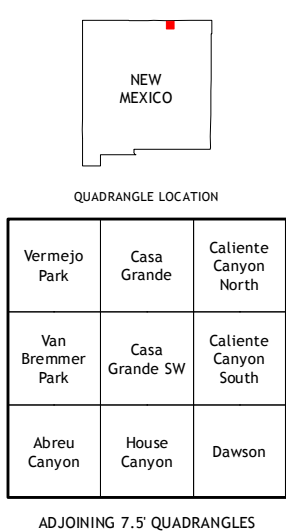 NEW
MEXICO
QUADRANGLE LOCATION
Vermejo
Park
Casa
Grande
Caliente
Canyon
North
Van
Bremmer
Park
Casa
Grande SW
Caliente
Canyon
South
Abreu
Canyon
House
Canyon
Dawson
ADJOINING 7.5' QUADRANGLES